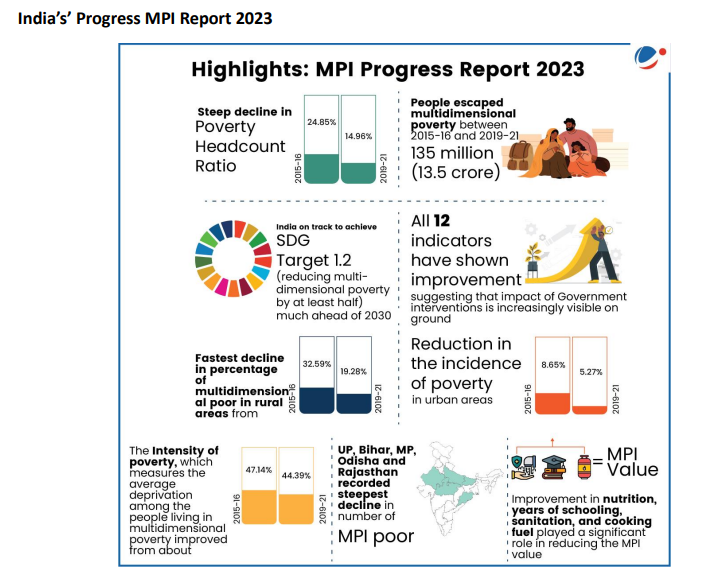 India's' Progress MPI Report 2023
Highlights: MPI Progress Report 2023
Steep decline in
Poverty
Headcount
Ratio
2015-16
24.85%
14.96%
2019-21
People escaped
multidimensional
poverty between
2015-16 and 2019-21
135 million
(13.5 crore)
India on track to achieve
SDG
Target 1.2
(reducing multi-
dimensional poverty
by at least half)
much ahead of 2030
All 12
indicators
have shown
improvement
suggesting that impact of Government
interventions is increasingly visible on
ground
Fastest decline
in percentage
of
multidimension
al poor in rural
areas from
2015-16
32.59%
19.28%
2019-21
Reduction in
the incidence
of poverty
in urban areas
2015-16
8.65%
5.27%
2019-21
The Intensity of
poverty, which
measures the
average
deprivation
among the
people living in
multidimensional
poverty improved
from about
2015-16
47.14%
44.39%
2019-21
UP, Bihar, MP,
Odisha and
Rajasthan
recorded
steepest
decline in
number of
MPI poor
= MPI
Value
Improvement in nutrition,
years of schooling,
sanitation, and cooking
fuel played a significant
role in reducing the MPI
value